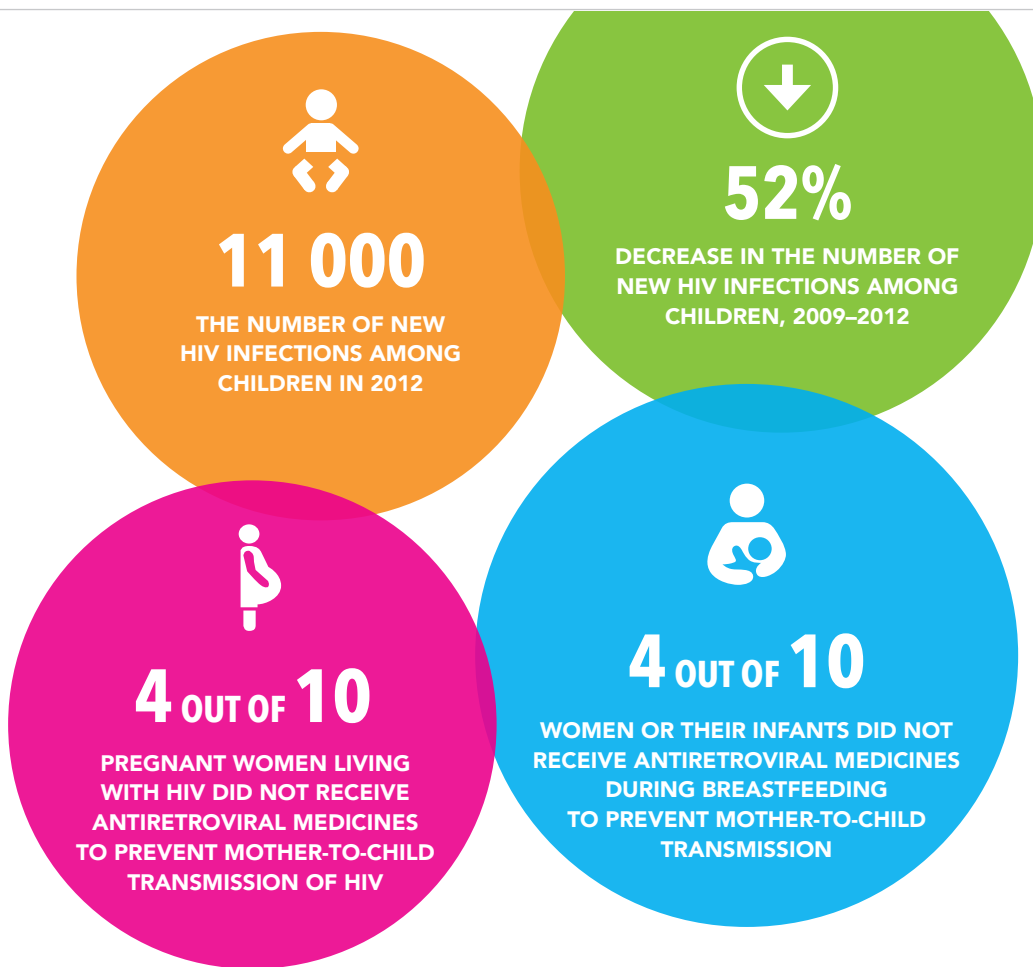 11 000
THE NUMBER OF NEW
HIV INFECTIONS AMONG
CHILDREN IN 2012
52%
DECREASE IN THE NUMBER OF
NEW HIV INFECTIONS AMONG
CHILDREN, 2009–2012
4 OUT OF 10
PREGNANT WOMEN LIVING
WITH HIV DID NOT RECEIVE
ANTIRETROVIRAL MEDICINES
TO PREVENT MOTHER-TO-CHILD
TRANSMISSION OF HIV
4 OUT OF 10
WOMEN OR THEIR INFANTS DID NOT
RECEIVE ANTIRETROVIRAL MEDICINES
DURING BREASTFEEDING
TO PREVENT MOTHER-TO-CHILD
TRANSMISSION